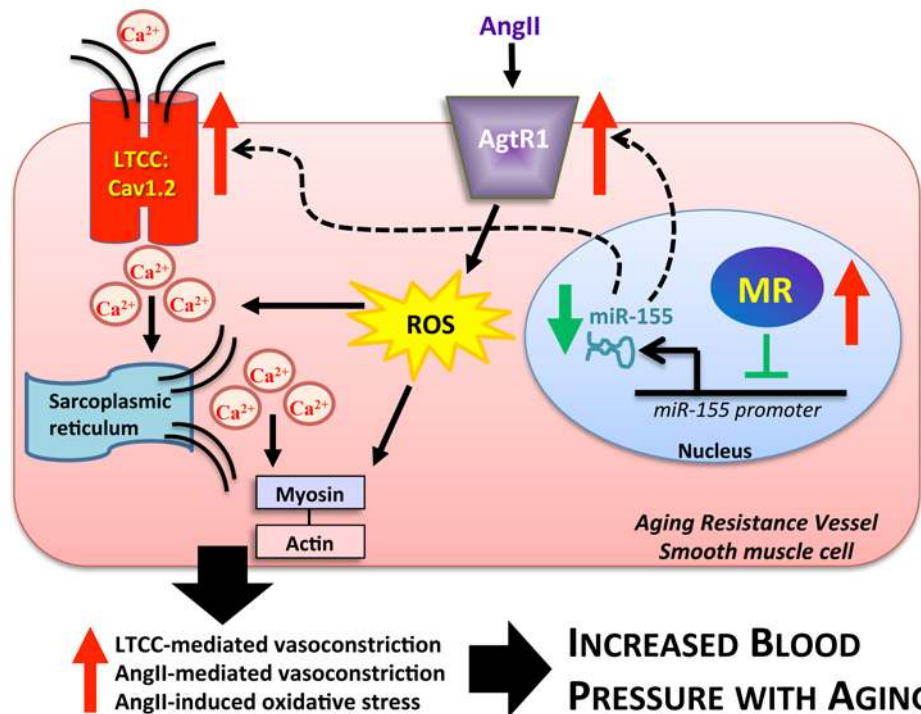 Ca²⁺
AngII
LTCC:
Cav1.2
AgtR1
Ca²⁺
Ca²⁺
Ca²⁺
ROS
miR-155
MR
miR-155 promoter
Nucleus
Sarcoplasmic
reticulum
Ca²⁺
Ca²⁺
Ca²⁺
Myosin
Actin
Aging Resistance Vessel
Smooth muscle cell
LTCC-mediated vasoconstriction
AngII-mediated vasoconstriction
AngII-induced oxidative stress
INCREASED BLOOD
PRESSURE WITH AGING